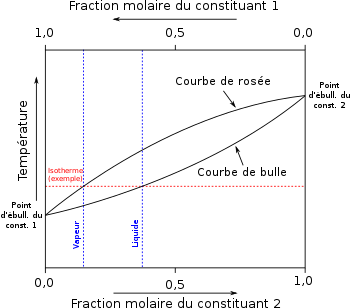 Fraction molaire du constituant 1
1,0
0,5
0,0
Courbe de rosée
Point
d'ébull. du
const. 2
Température
Courbe de bulle
Isotherme
(exemple)
Point
d'ébull. du
const. 1
Vapeur
Liquide
0,0
0,5
1,0
Fraction molaire du constituant 2